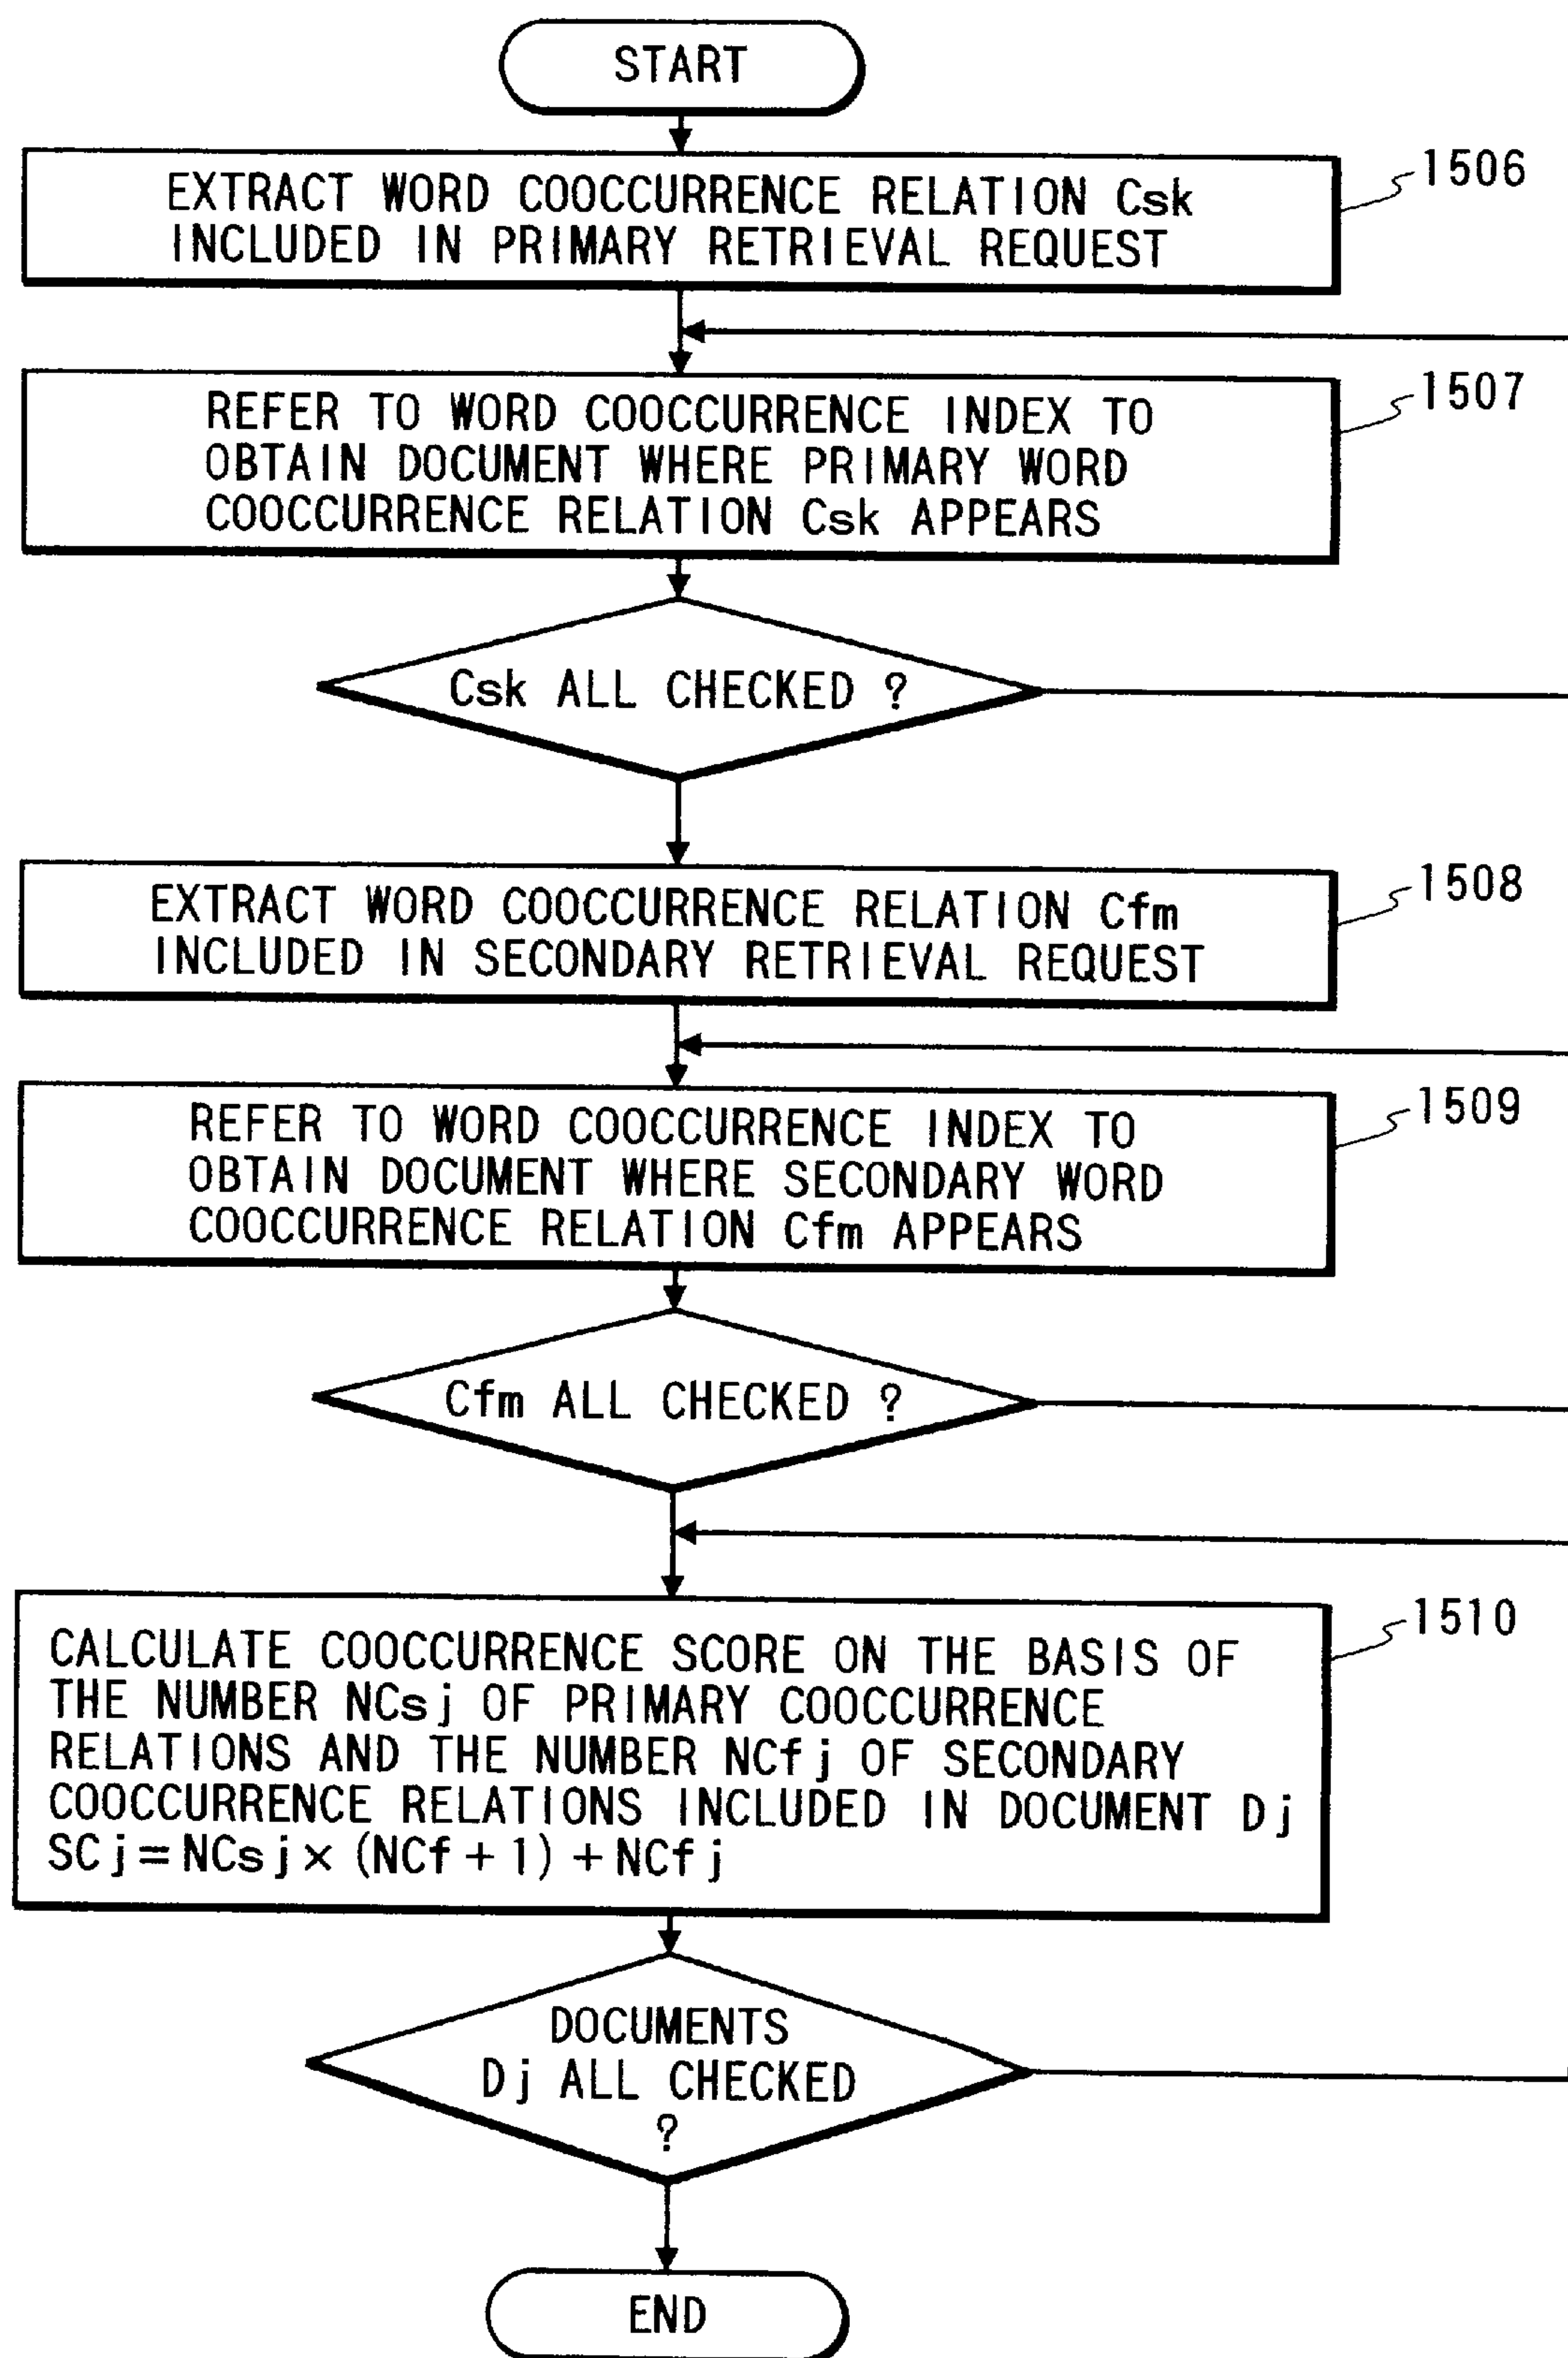 START
1506
EXTRACT WORD COOCCURRENCE RELATION Csk
INCLUDED IN PRIMARY RETRIEVAL REQUEST
1507
REFER TO WORD COOCCURRENCE INDEX TO
OBTAIN DOCUMENT WHERE PRIMARY WORD
COOCCURRENCE RELATION Csk APPEARS
Csk ALL CHECKED ?
1508
EXTRACT WORD COOCCURRENCE RELATION Cfm
INCLUDED IN SECONDARY RETRIEVAL REQUEST
1509
REFER TO WORD COOCCURRENCE INDEX TO
OBTAIN DOCUMENT WHERE SECONDARY WORD
COOCCURRENCE RELATION Cfm APPEARS
Cfm ALL CHECKED ?
1510
CALCULATE COOCCURRENCE SCORE ON THE BASIS OF
THE NUMBER NCsj OF PRIMARY COOCCURRENCE
RELATIONS AND THE NUMBER NCfj OF SECONDARY
COOCCURRENCE RELATIONS INCLUDED IN DOCUMENT Dj
SCj=NCsj×(NCf+1)+NCfj
DOCUMENTS
Dj ALL CHECKED
?
END